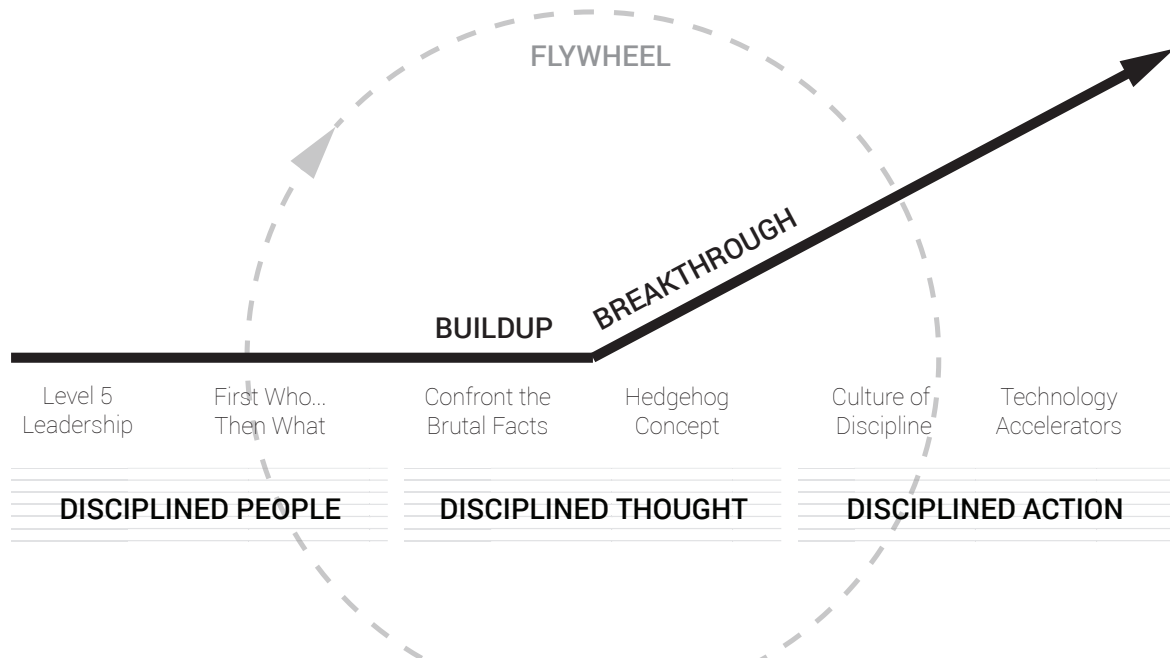 FLYWHEEL
BREAKTHROUGH
BUILDUP
Level 5
Leadership
First Who...
Then What
Confront the
Brutal Facts
Hedgehog
Concept
Culture of
Discipline
Technology
Accelerators
DISCIPLINED PEOPLE
DISCIPLINED THOUGHT
DISCIPLINED ACTION